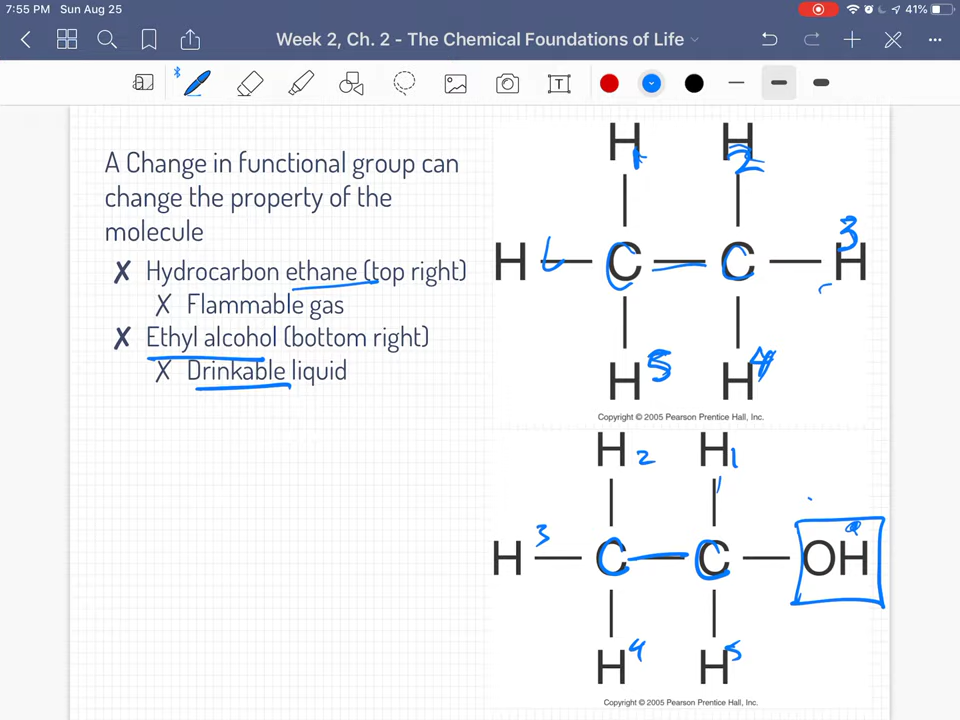 7:55 PM Sun Aug 25 41%
Week 2, Ch. 2 - The Chemical Foundations of Life
T
A Change in functional group can
change the property of the
molecule
✗ Hydrocarbon ethane (top right)
✗ Flammable gas
✗ Ethyl alcohol (bottom right)
✗ Drinkable liquid
H 1 H 2
H C C H 3
H 5 H 4
Copyright © 2005 Pearson Prentice Hall, Inc.
H 2 H 1
H 3 C C OH
H 4 H 5
Copyright © 2005 Pearson Prentice Hall, Inc.